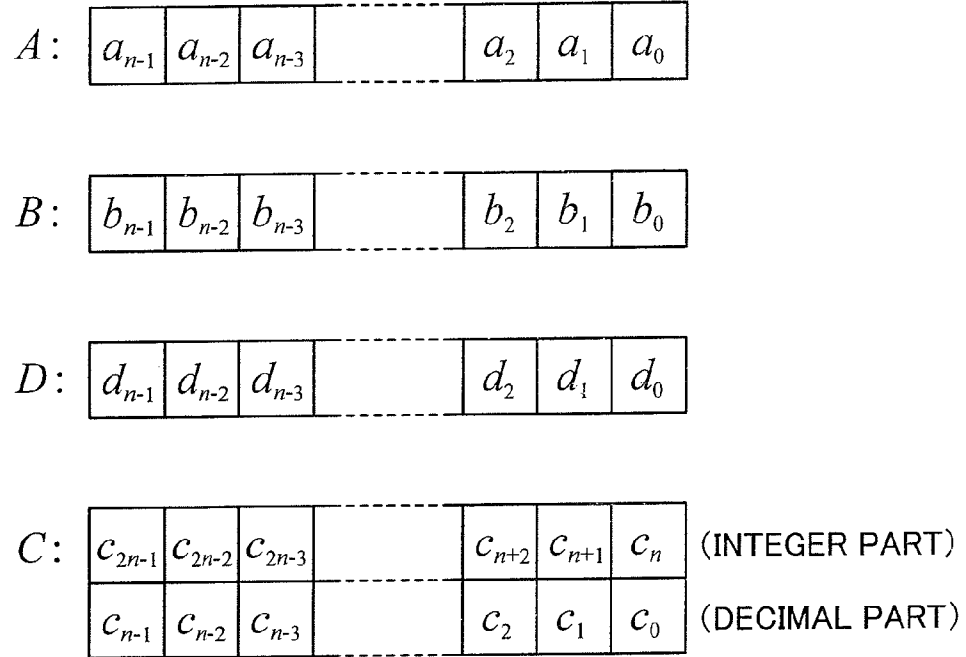 A: a_{n-1} a_{n-2} a_{n-3} a_2 a_1 a_0
B: b_{n-1} b_{n-2} b_{n-3} b_2 b_1 b_0
D: d_{n-1} d_{n-2} d_{n-3} d_2 d_1 d_0
C: c_{2n-1} c_{2n-2} c_{2n-3} c_{n+2} c_{n+1} c_n (INTEGER PART)
c_{n-1} c_{n-2} c_{n-3} c_2 c_1 c_0 (DECIMAL PART)